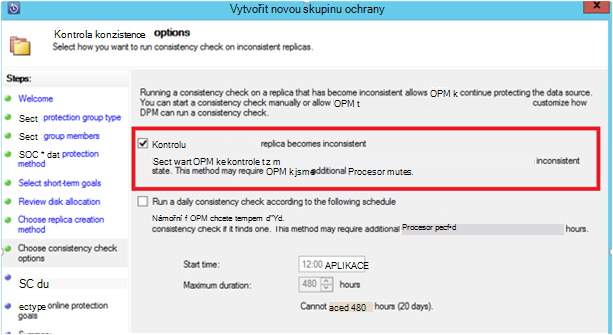 Vytvořit novou skupinu ochrany
Kontrola konzistence options
Select how you want to run consistency check on inconsistent replicas.
Steps:
Welcome
Sect protection group type
Sect group members
SOC * dat protection method
Select short-term goals
Review disk allocation
Choose replica creation method
Choose consistency check options
SC du
ectype online protection goals
Running a consistency check on a replica that has become inconsistent allows OPM k continue protecting the data source.
You can start a consistency check manually or allow OPM t customize how
DPM can run a consistency check.
Kontrolu replica becomes inconsistent
Sect wart OPM ke kontrole t z m inconsistent
state. This method may require OPM k jsme additional Procesor mutes.
Run a daily consistency check according to the following schedule
Námořní f OPM chcete tempem d"Yd.
consistency check if it finds one. This method may require additional Procesor pecf+d hours.
Start time: 12:00 APLIKACE
Maximum duration: 480 hours
Cannot aced 480 hours (20 days).